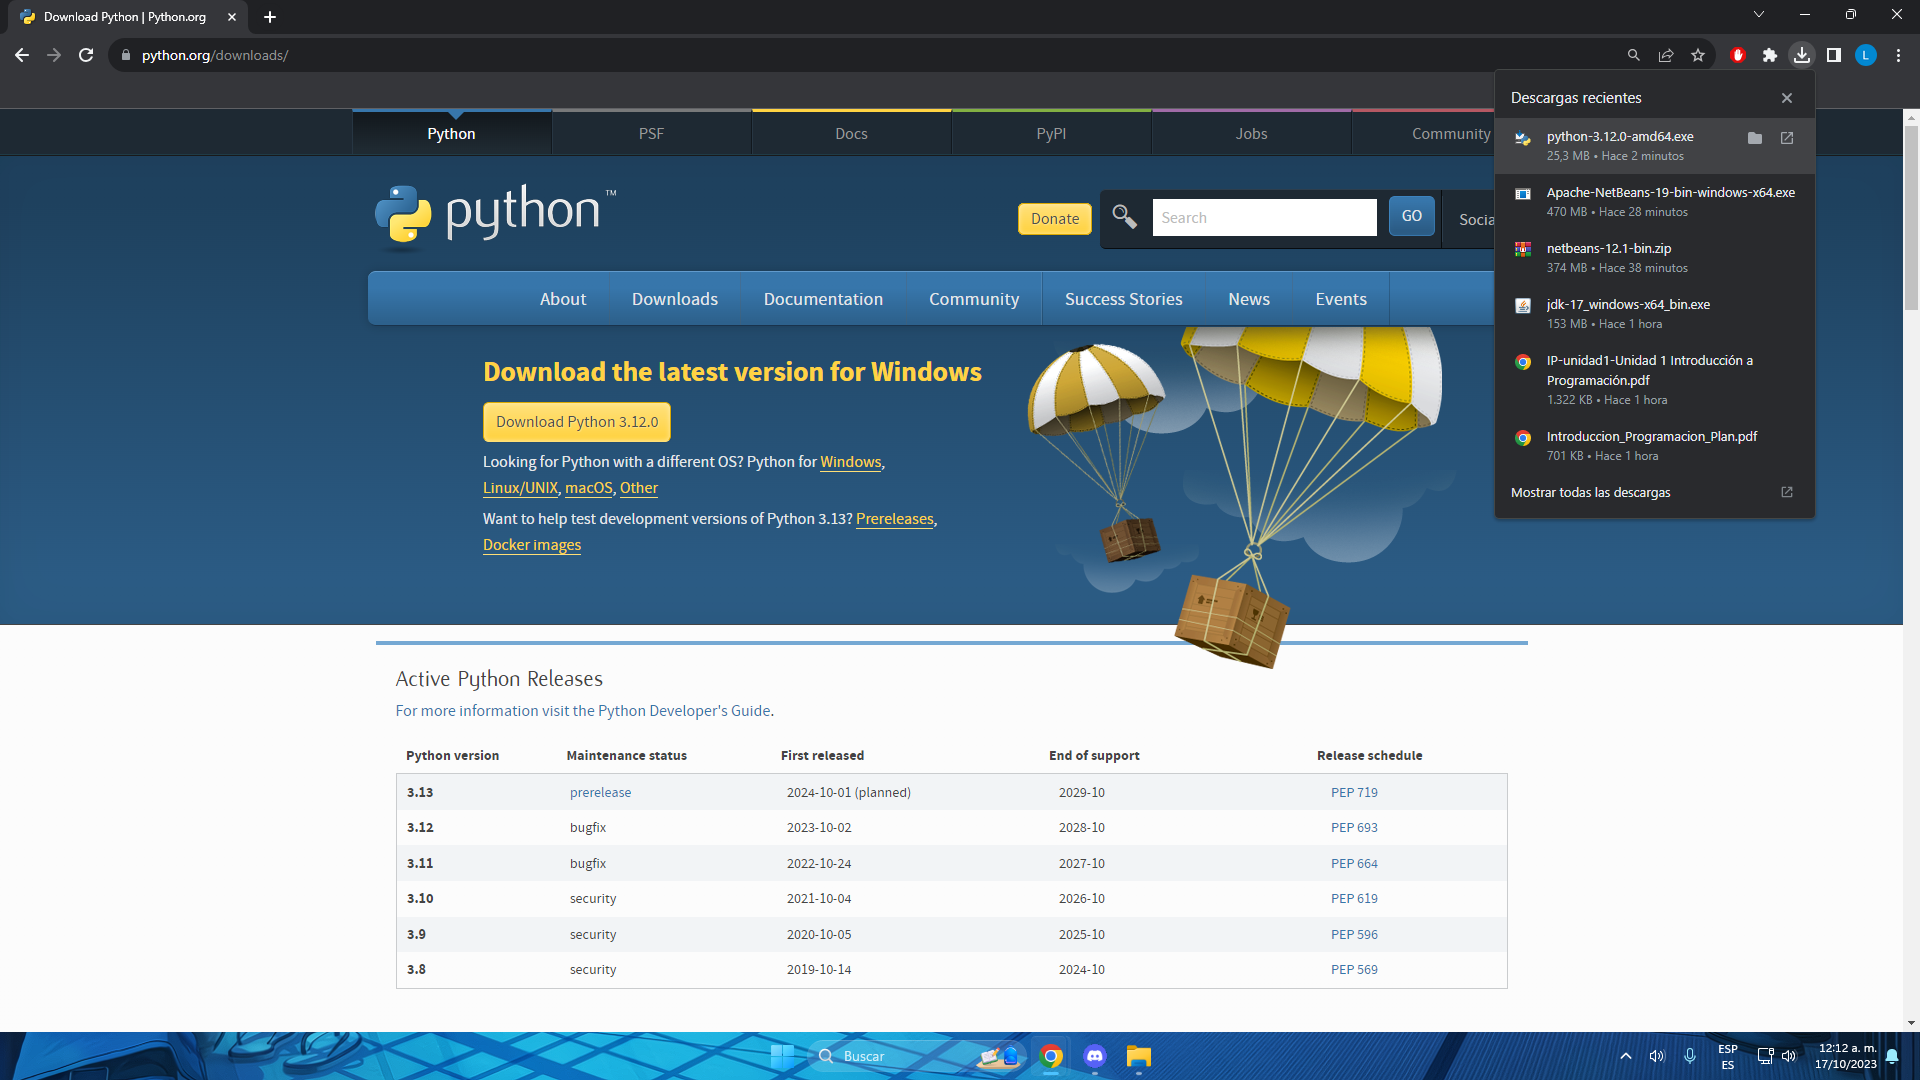 Download Python | Python.org
python.org/downloads/
L
Descargas recientes
python-3.12.0-amd64.exe
25,3 MB • Hace 2 minutos
Apache-NetBeans-19-bin-windows-x64.exe
470 MB • Hace 28 minutos
netbeans-12.1-bin.zip
374 MB • Hace 38 minutos
jdk-17_windows-x64_bin.exe
153 MB • Hace 1 hora
IP-unidad1-Unidad 1 Introducción a
Programación.pdf
1.322 KB • Hace 1 hora
Introduccion_Programacion_Plan.pdf
701 KB • Hace 1 hora
Mostrar todas las descargas
Python PSF Docs PyPI Jobs Community
python™
Donate Search GO Socia
About Downloads Documentation Community Success Stories News Events
Download the latest version for Windows
Download Python 3.12.0
Looking for Python with a different OS? Python for Windows,
Linux/UNIX, macOS, Other
Want to help test development versions of Python 3.13? Prereleases,
Docker images
Active Python Releases
For more information visit the Python Developer's Guide.
Python version Maintenance status First released End of support Release schedule
3.13 prerelease 2024-10-01 (planned) 2029-10 PEP 719
3.12 bugfix 2023-10-02 2028-10 PEP 693
3.11 bugfix 2022-10-24 2027-10 PEP 664
3.10 security 2021-10-04 2026-10 PEP 619
3.9 security 2020-10-05 2025-10 PEP 596
3.8 security 2019-10-14 2024-10 PEP 569
Buscar
ESP
ES
12:12 a. m.
17/10/2023